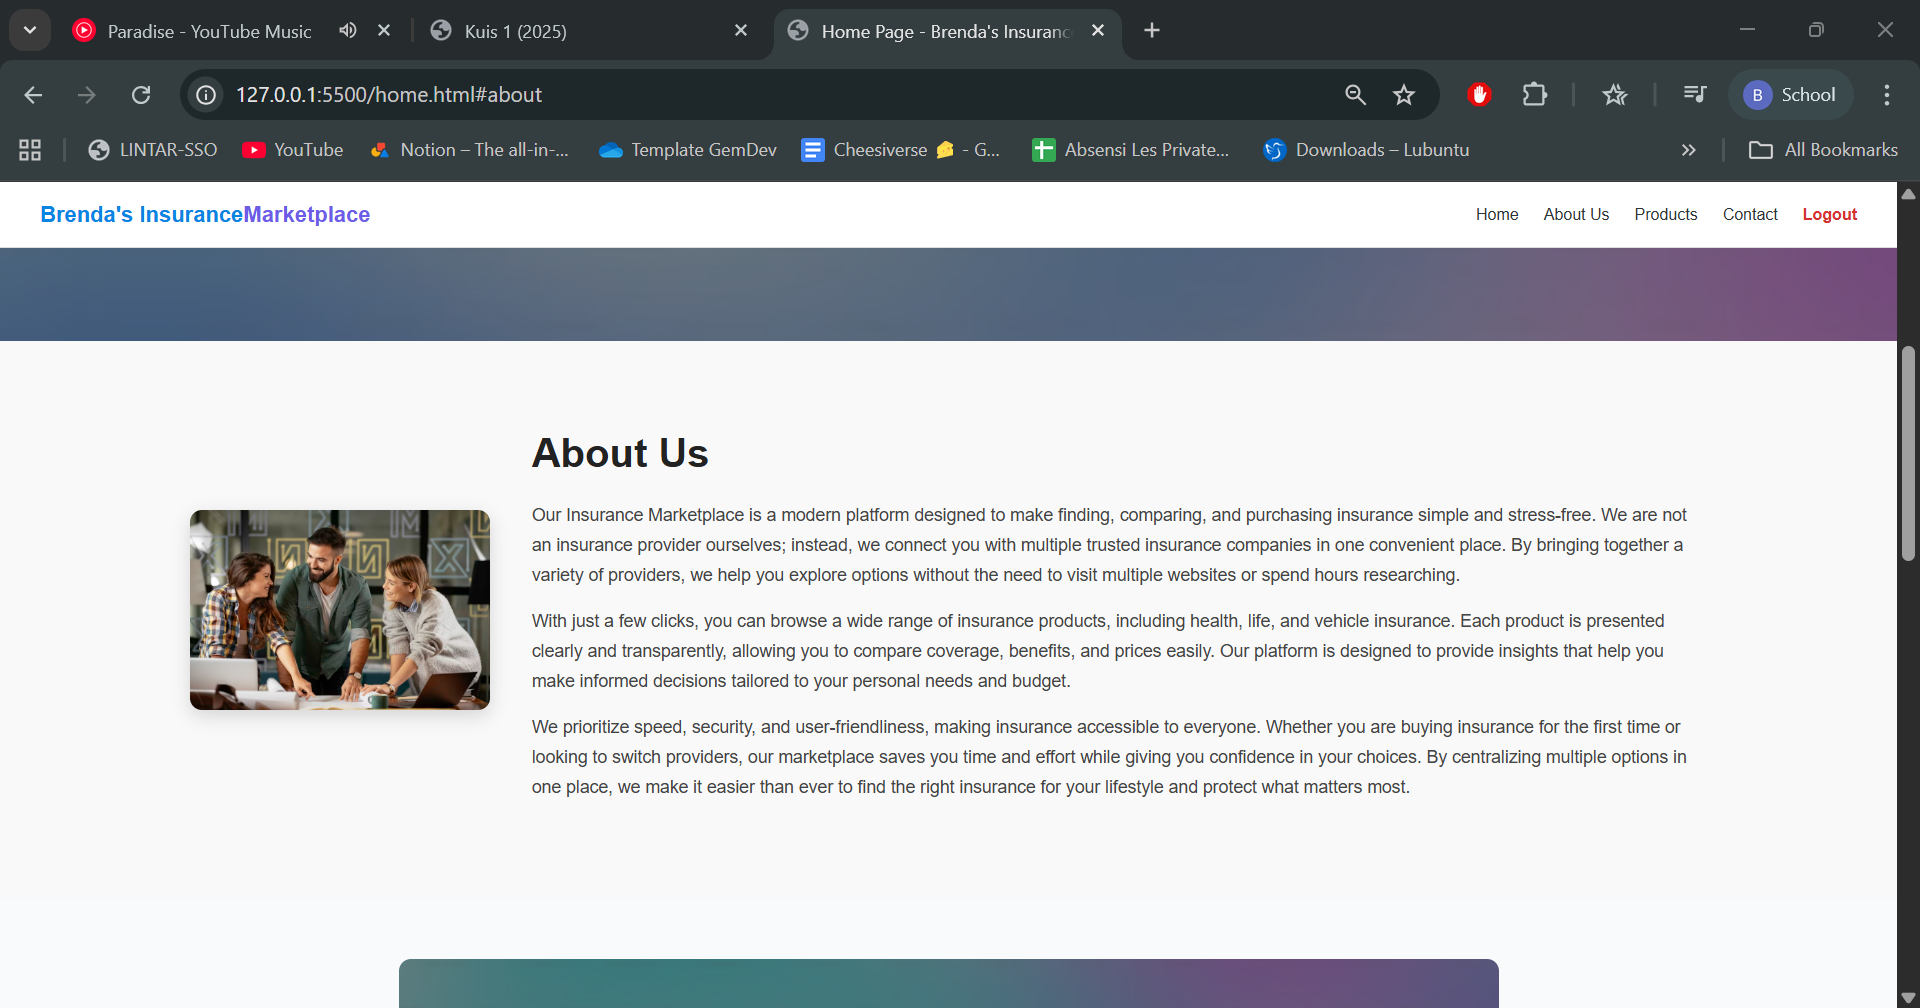 Paradise - YouTube Music
Kuis 1 (2025)
Home Page - Brenda's Insuranc
127.0.0.1:5500/home.html#about
B
School
LINTAR-SSO
YouTube
Notion – The all-in-...
Template GemDev
Cheesiverse 🧀 - G...
Absensi Les Private...
Downloads – Lubuntu
All Bookmarks
Brenda's InsuranceMarketplace
Home
About Us
Products
Contact
Logout
About Us
Our Insurance Marketplace is a modern platform designed to make finding, comparing, and purchasing insurance simple and stress-free. We are not
an insurance provider ourselves; instead, we connect you with multiple trusted insurance companies in one convenient place. By bringing together a
variety of providers, we help you explore options without the need to visit multiple websites or spend hours researching.
With just a few clicks, you can browse a wide range of insurance products, including health, life, and vehicle insurance. Each product is presented
clearly and transparently, allowing you to compare coverage, benefits, and prices easily. Our platform is designed to provide insights that help you
make informed decisions tailored to your personal needs and budget.
We prioritize speed, security, and user-friendliness, making insurance accessible to everyone. Whether you are buying insurance for the first time or
looking to switch providers, our marketplace saves you time and effort while giving you confidence in your choices. By centralizing multiple options in
one place, we make it easier than ever to find the right insurance for your lifestyle and protect what matters most.